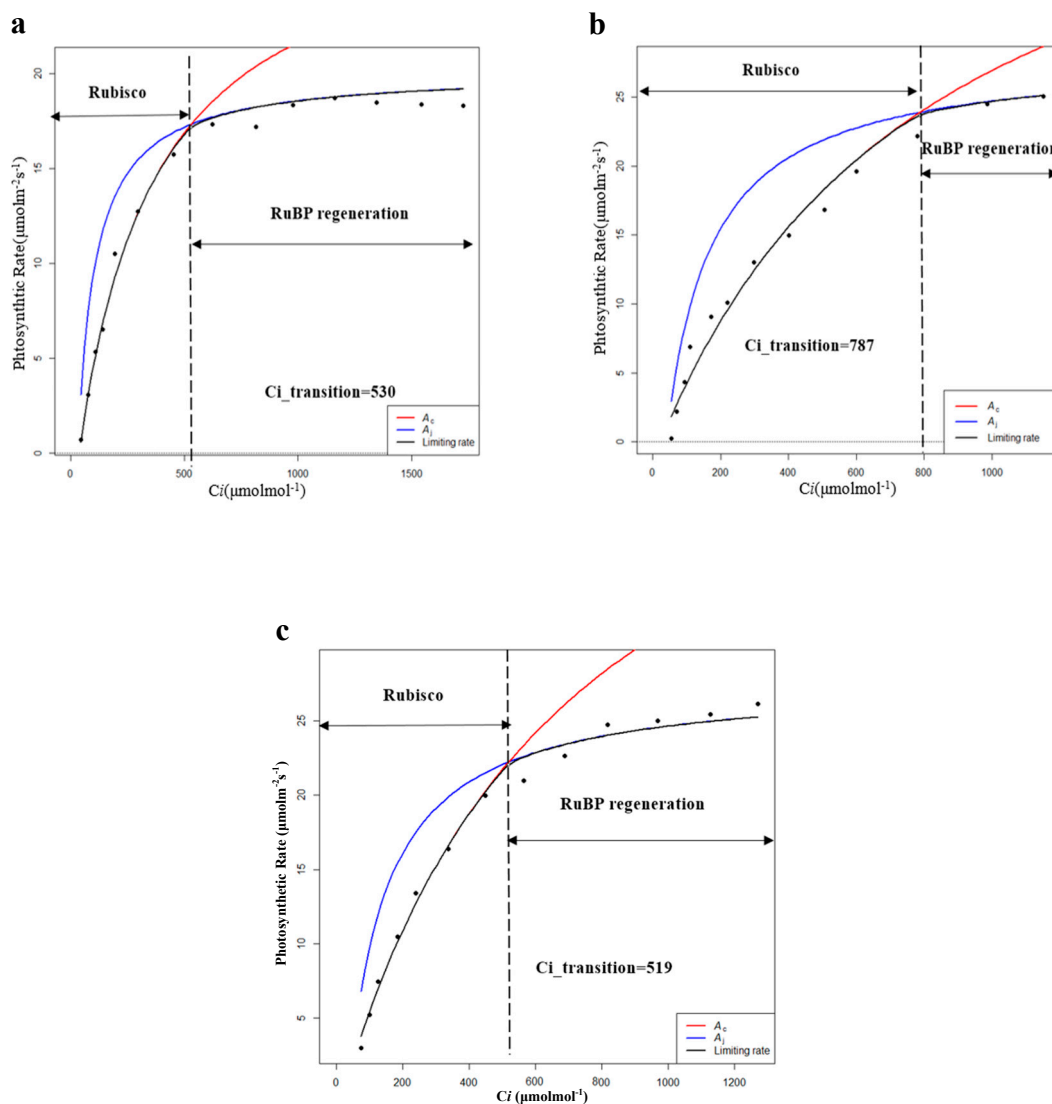 a
Rubisco
RuBP regeneration
Ci_transition=530
Ac
Aj
Limiting rate
Phtosynthtic Rate(μmolm⁻²s⁻¹)
0
5
10
15
20
0
500
1000
1500
Ci(μmolmol⁻¹)
b
Rubisco
RuBP regeneration
Ci_transition=787
Ac
Aj
Limiting rate
Phtosynthetic Rate(μmolm⁻²s⁻¹)
0
5
10
15
20
25
0
200
400
600
800
1000
Ci(μmolmol⁻¹)
c
Rubisco
RuBP regeneration
Ci_transition=519
Ac
Aj
Limiting rate
Photosynthetic Rate (μmolm⁻²s⁻¹)
5
10
15
20
25
0
200
400
600
800
1000
1200
Ci (μmolmol⁻¹)